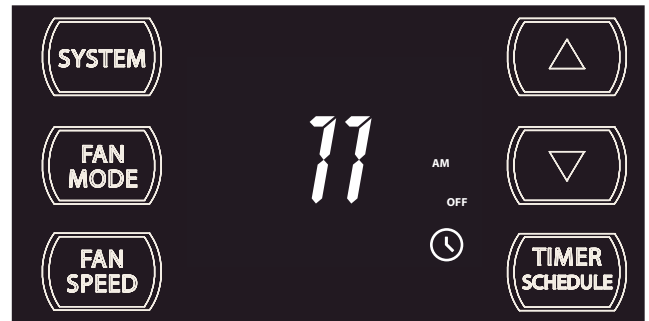 SYSTEM
FAN
MODE
FAN
SPEED
11
AM
OFF
TIMER
SCHEDULE